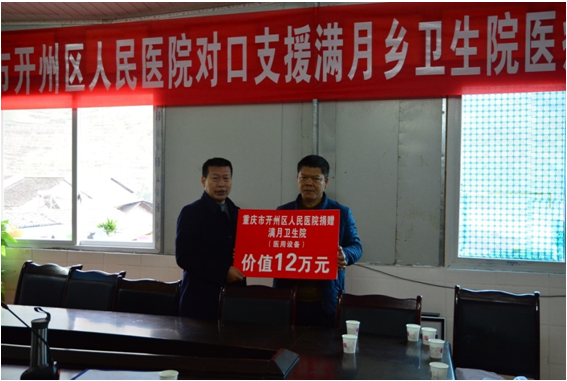 市开州区人民医院对口支援满月乡卫生院医
重庆市开州区人民医院捐赠
满月卫生院
(医用设备)
价值12万元